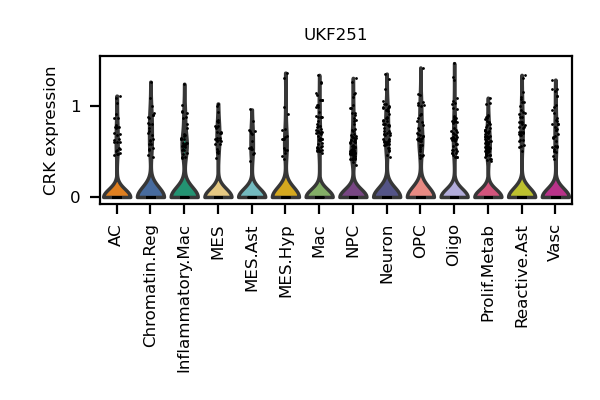 UKF251
CRK expression
1
0
AC
Chromatin.Reg
Inflammatory.Mac
MES
MES.Ast
MES.Hyp
Mac
NPC
Neuron
OPC
Oligo
Prolif.Metab
Reactive.Ast
Vasc